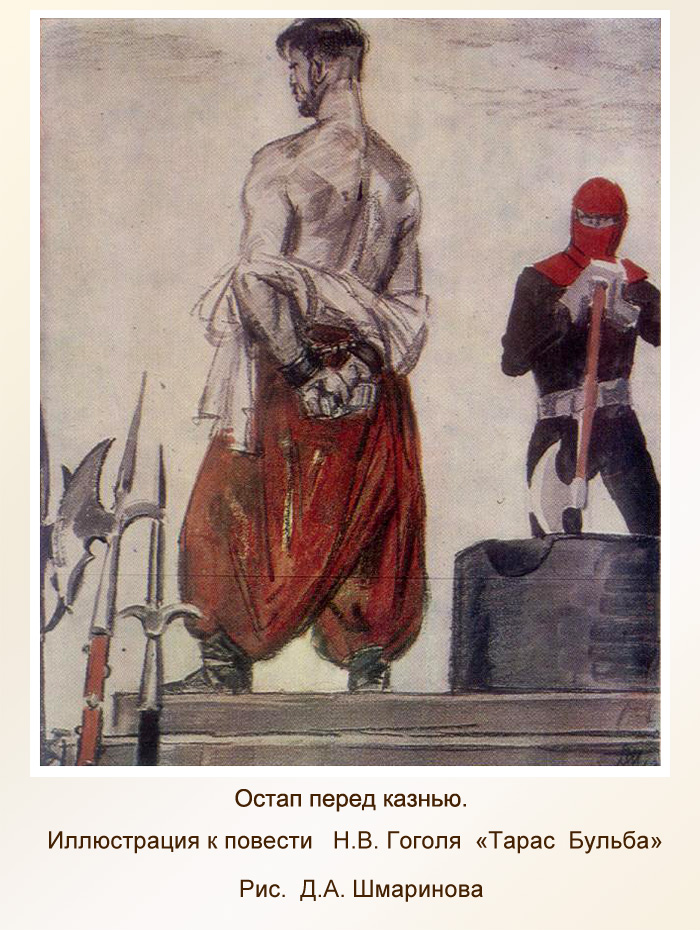 Остап перед казнью.
Иллюстрация к повести Н.В. Гоголя «Тарас Бульба»
Рис. Д.А. Шмаринова